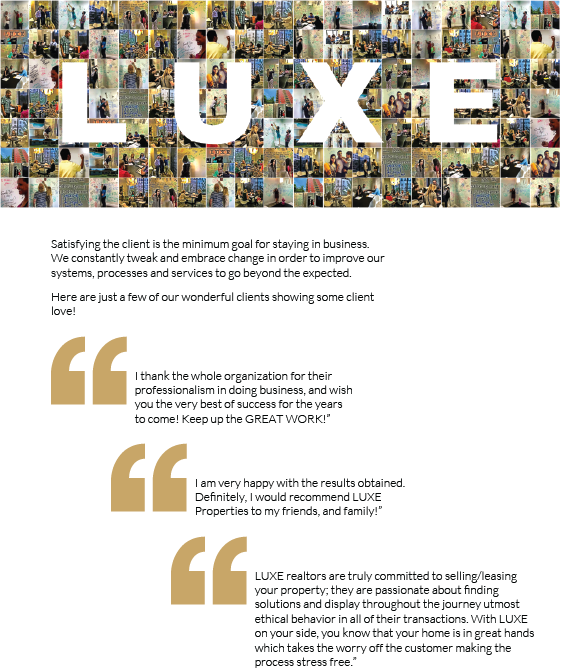 LUXE
Satisfying the client is the minimum goal for staying in business.
We constantly tweak and embrace change in order to improve our
systems, processes and services to go beyond the expected.
Here are just a few of our wonderful clients showing some client
love!
I thank the whole organization for their
professionalism in doing business, and wish
you the very best of success for the years
to come! Keep up the GREAT WORK!”
I am very happy with the results obtained.
Definitely, I would recommend LUXE
Properties to my friends, and family!”
LUXE realtors are truly committed to selling/leasing
your property; they are passionate about finding
solutions and display throughout the journey utmost
ethical behavior in all of their transactions. With LUXE
on your side, you know that your home is in great hands
which takes the worry off the customer making the
process stress free.”